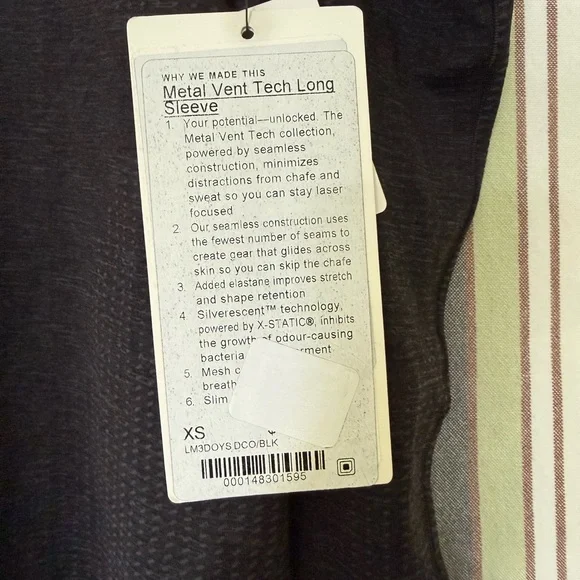 WHY WE MADE THIS
Metal Vent Tech Long
Sleeve
1. Your potential—unlocked. The
Metal Vent Tech collection,
powered by seamless
construction, minimizes
distractions from chafe and
sweat so you can stay laser
focused
2. Our seamless construction uses
the fewest number of seams to
create gear that glides across
skin so you can skip the chafe
3. Added elastane improves stretch
and shape retention
4 Silverescent™ technology,
powered by X-STATIC®, inhibits
the growth of odour-causing
bacteria
5. Mesh
6. Slim
XS
LM3DOYS DCO/BLK
000148301595